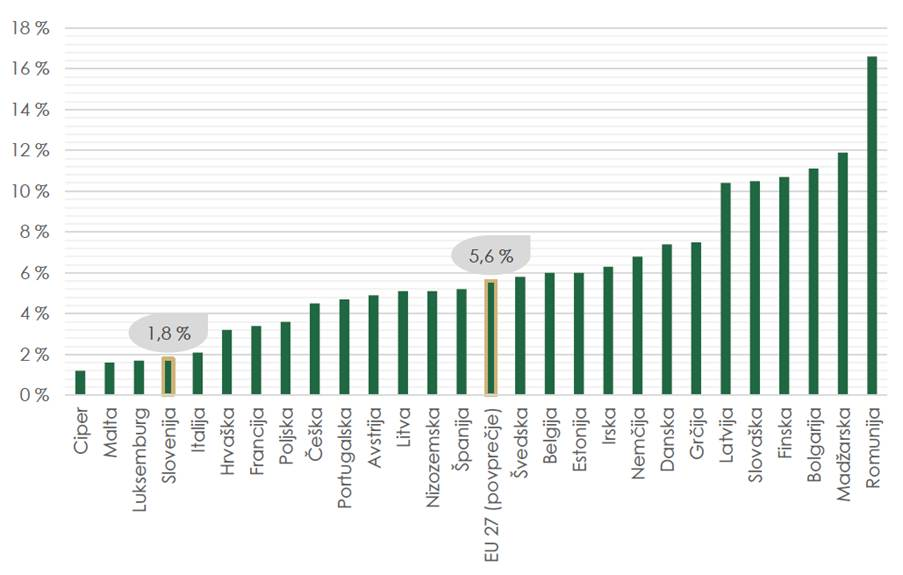 18 %
16 %
14 %
12 %
10 %
8 %
6 %
4 %
2 %
0 %
1,8 %
5,6 %
Ciper
Malta
Luksemburg
Slovenija
Italija
Hrvaška
Francija
Poljska
Češka
Portugalska
Avstrija
Litva
Nizozemska
Španija
EU 27 (povprečje)
Švedska
Belgija
Estonija
Irska
Nemčija
Danska
Grčija
Latvija
Slovaška
Finska
Bolgarija
Madžarska
Romunija